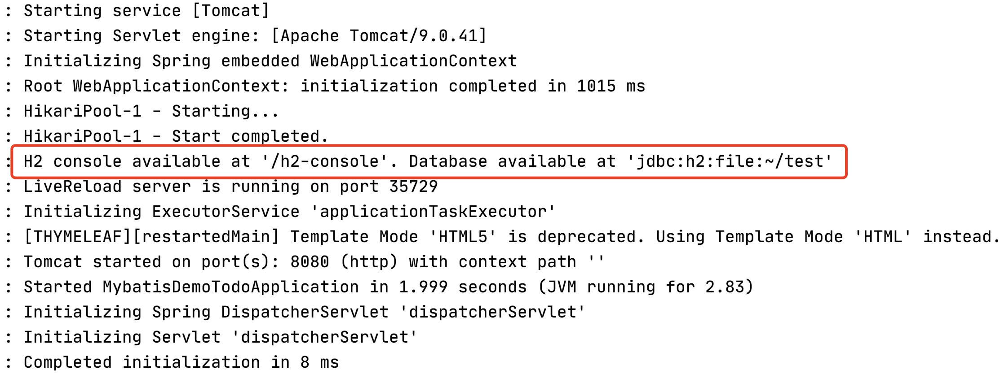 : Starting service [Tomcat]
: Starting Servlet engine: [Apache Tomcat/9.0.41]
: Initializing Spring embedded WebApplicationContext
: Root WebApplicationContext: initialization completed in 1015 ms
: HikariPool-1 - Starting...
: HikariPool-1 - Start completed.
: H2 console available at '/h2-console'. Database available at 'jdbc:h2:file:~/test'
: LiveReload server is running on port 35729
: Initializing ExecutorService 'applicationTaskExecutor'
: [THYMELEAF][restartedMain] Template Mode 'HTML5' is deprecated. Using Template Mode 'HTML' instead.
: Tomcat started on port(s): 8080 (http) with context path ''
: Started MybatisDemoTodoApplication in 1.999 seconds (JVM running for 2.83)
: Initializing Spring DispatcherServlet 'dispatcherServlet'
: Initializing Servlet 'dispatcherServlet'
: Completed initialization in 8 ms